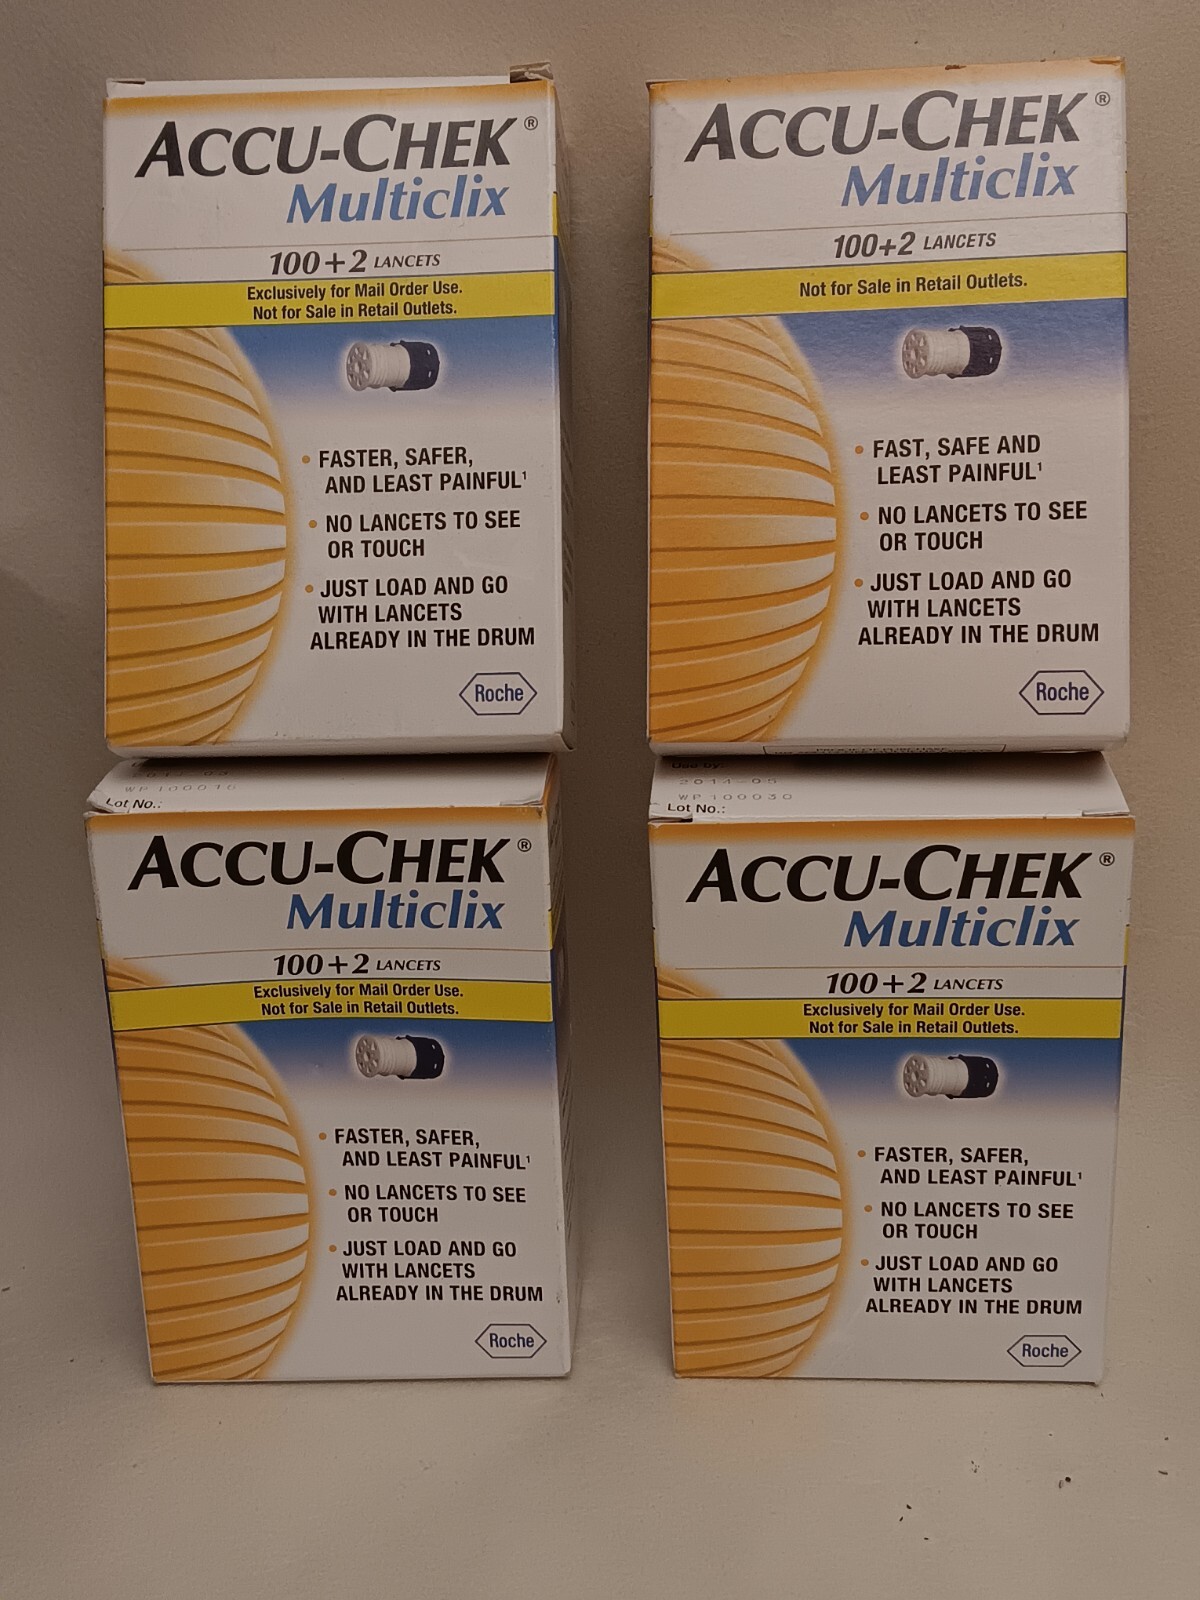 ACCU-CHEK®
Multiclix
100+2 LANCETS
Exclusively for Mail Order Use.
Not for Sale in Retail Outlets.
• FASTER, SAFER,
AND LEAST PAINFUL¹
• NO LANCETS TO SEE
OR TOUCH
• JUST LOAD AND GO
WITH LANCETS
ALREADY IN THE DRUM
Roche
ACCU-CHEK®
Multiclix
100+2 LANCETS
Not for Sale in Retail Outlets.
• FAST, SAFE AND
LEAST PAINFUL¹
• NO LANCETS TO SEE
OR TOUCH
• JUST LOAD AND GO
WITH LANCETS
ALREADY IN THE DRUM
Roche
Lot No.:
ACCU-CHEK®
Multiclix
100+2 LANCETS
Exclusively for Mail Order Use.
Not for Sale in Retail Outlets.
• FASTER, SAFER,
AND LEAST PAINFUL¹
• NO LANCETS TO SEE
OR TOUCH
• JUST LOAD AND GO
WITH LANCETS
ALREADY IN THE DRUM
Roche
Use by:
2014-05
WP 100030
Lot No.:
ACCU-CHEK®
Multiclix
100+2 LANCETS
Exclusively for Mail Order Use.
Not for Sale in Retail Outlets.
• FASTER, SAFER,
AND LEAST PAINFUL¹
• NO LANCETS TO SEE
OR TOUCH
• JUST LOAD AND GO
WITH LANCETS
ALREADY IN THE DRUM
Roche